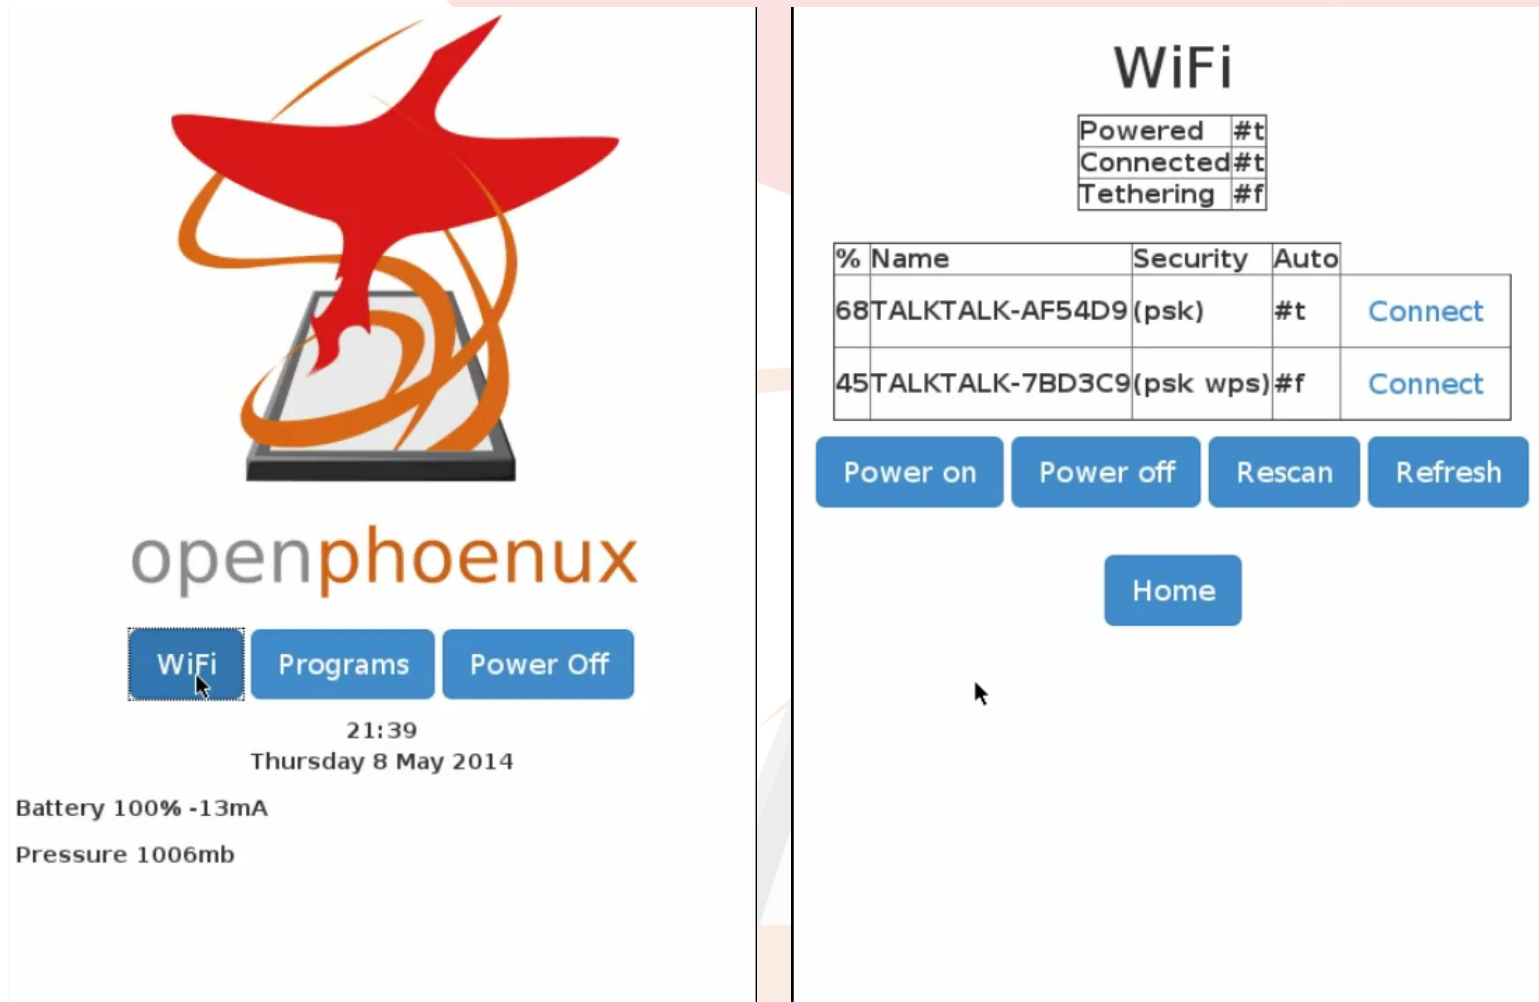 openphoenux
WiFi Programs Power Off
21:39
Thursday 8 May 2014
Battery 100% -13mA
Pressure 1006mb
WiFi
Powered #t
Connected #t
Tethering #f
% Name Security Auto
68 TALKTALK-AF54D9 (psk) #t Connect
45 TALKTALK-7BD3C9 (psk wps) #f Connect
Power on Power off Rescan Refresh
Home